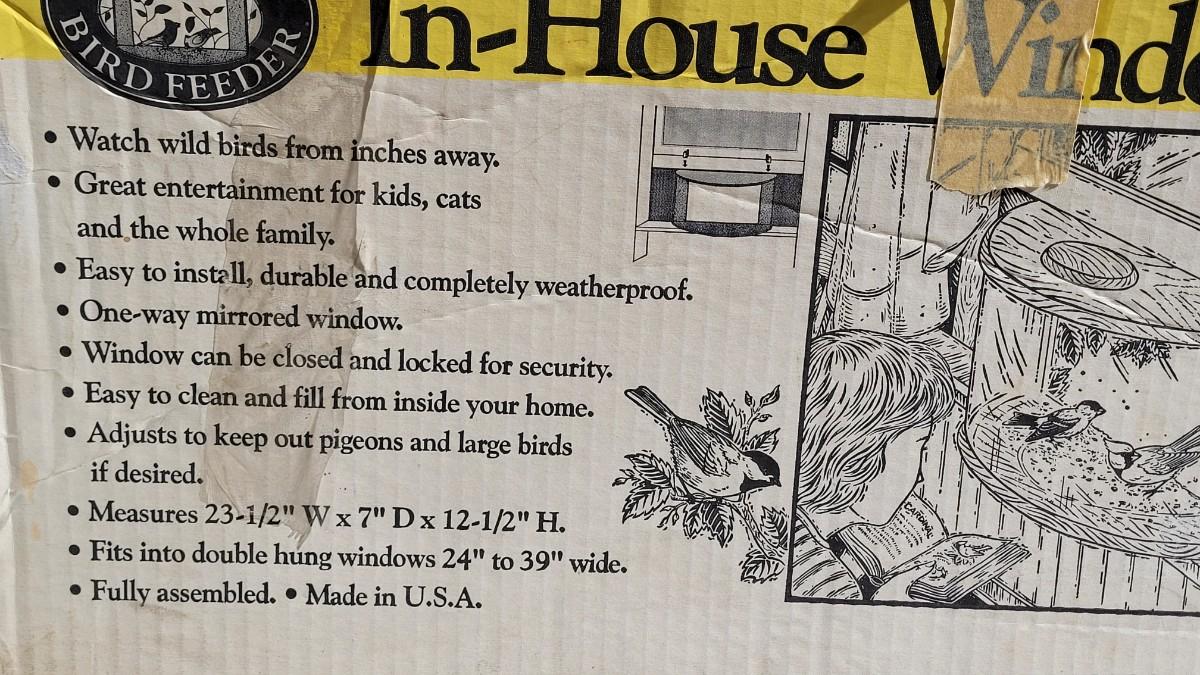 BIRD FEEDER
In-House Windo
• Watch wild birds from inches away.
• Great entertainment for kids, cats
and the whole family.
• Easy to install, durable and completely weatherproof.
• One-way mirrored window.
• Window can be closed and locked for security.
• Easy to clean and fill from inside your home.
• Adjusts to keep out pigeons and large birds
if desired.
• Measures 23-1/2" W x 7" D x 12-1/2" H.
• Fits into double hung windows 24" to 39" wide.
• Fully assembled. • Made in U.S.A.
CARDINAL